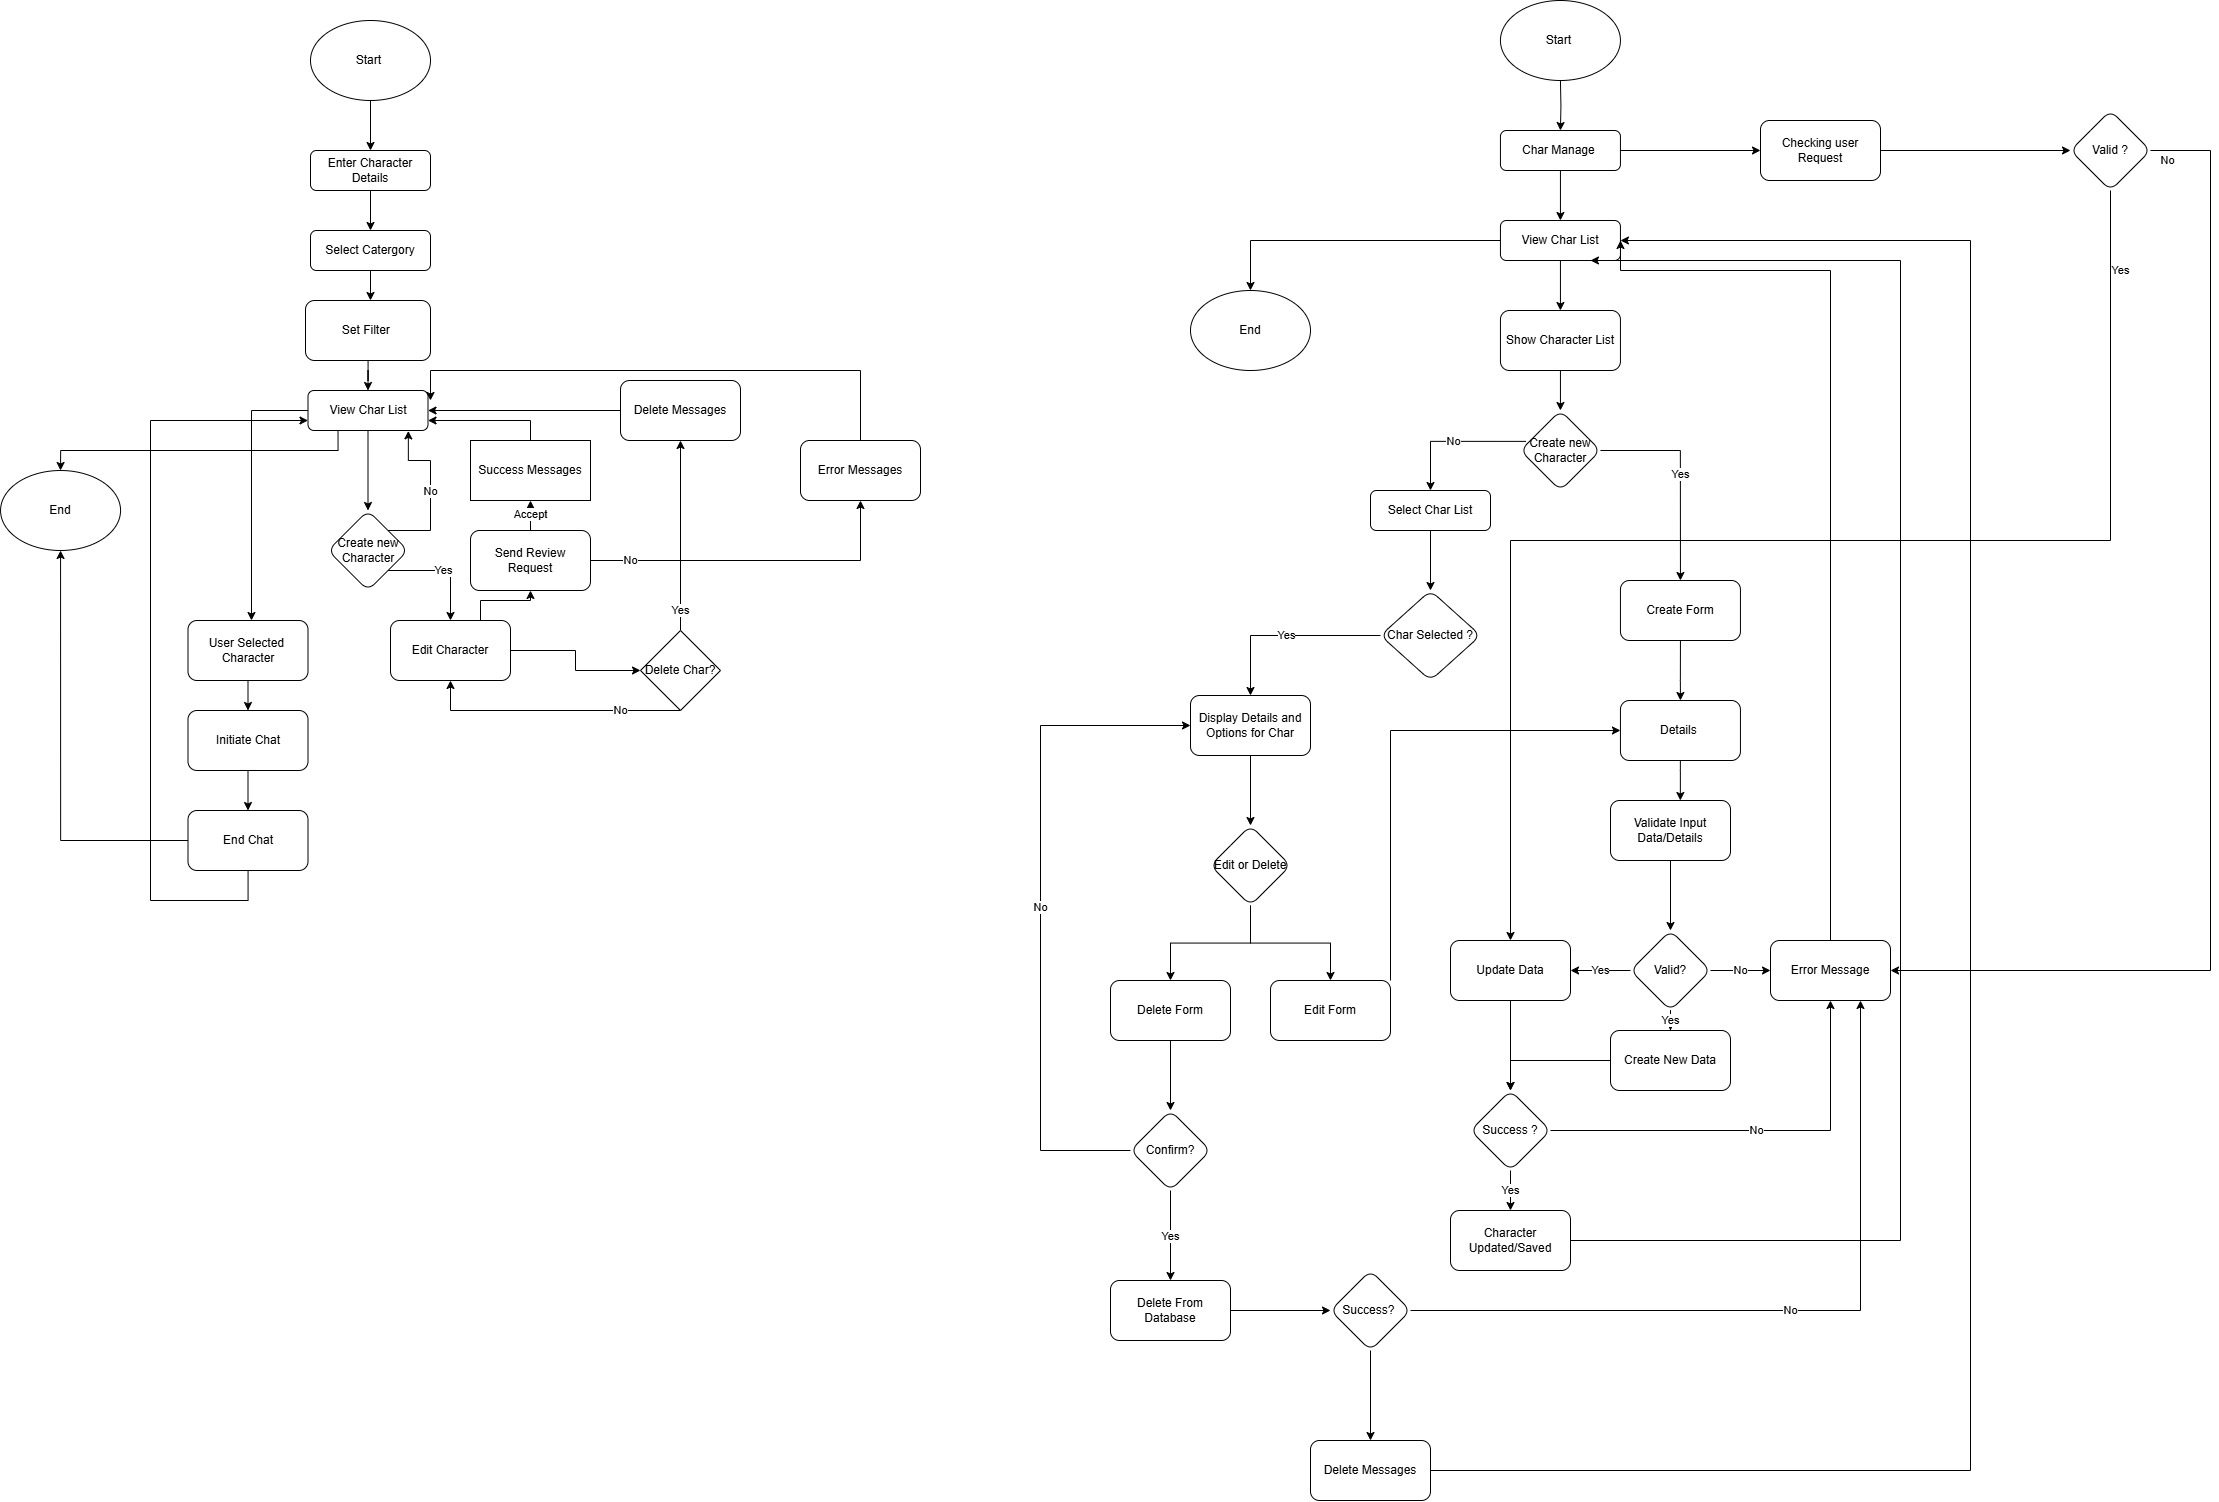 Start
Enter Character
Details
Select Catergory
Set Filter
View Char List
Delete Messages
Success Messages
Error Messages
End
No
Accept
Create new
Character
Yes
Send Review
Request
No
Yes
User Selected
Character
Edit Character
Delete Char?
No
Initiate Chat
End Chat
Start
Char Manage
Checking user
Request
Valid ?
No
View Char List
Yes
End
Show Character List
No
Create new
Character
Yes
Select Char List
Create Form
Yes
Char Selected ?
Display Details and
Options for Char
Details
Validate Input
Data/Details
Edit or Delete
No
Update Data
Yes
Valid?
No
Error Message
Delete Form
Edit Form
Yes
Create New Data
Success ?
No
Confirm?
Yes
Yes
Character
Updated/Saved
Delete From
Database
Success?
No
Delete Messages